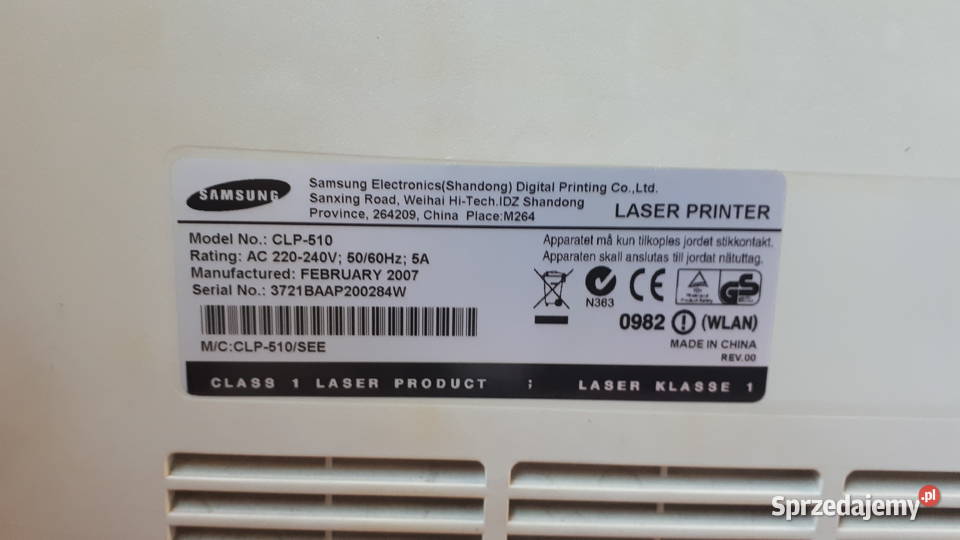 SAMSUNG
Samsung Electronics(Shandong) Digital Printing Co.,Ltd.
Sanxing Road, Weihai Hi-Tech.IDZ Shandong
Province, 264209, China Place:M264
LASER PRINTER
Model No.: CLP-510
Rating: AC 220-240V; 50/60Hz; 5A
Manufactured: FEBRUARY 2007
Serial No.: 3721BAAP200284W
M/C:CLP-510/SEE
Apparatet må kun tilkoples jordet stikkontakt.
Apparaten skall anslutas till jordat nätuttag.
N363
CE
GS
0982 (WLAN)
MADE IN CHINA
REV.00
CLASS 1 LASER PRODUCT ; LASER KLASSE 1
Sprzedajemy.pl